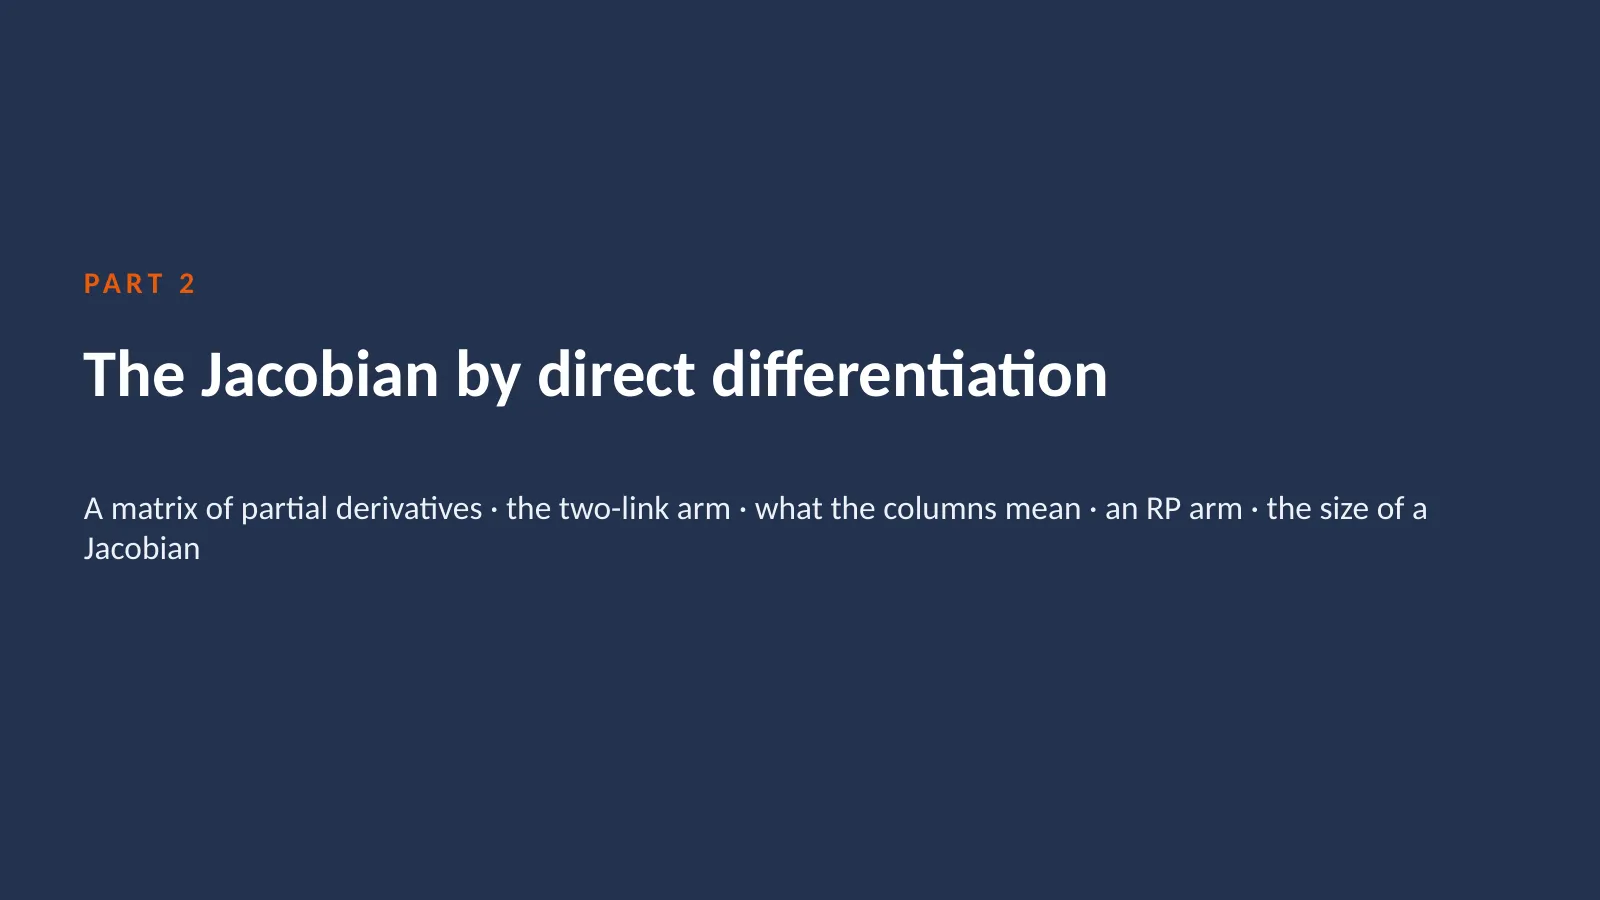 PART 2
The Jacobian by direct differentiation
A matrix of partial derivatives · the two-link arm · what the columns mean · an RP arm · the size of a
Jacobian